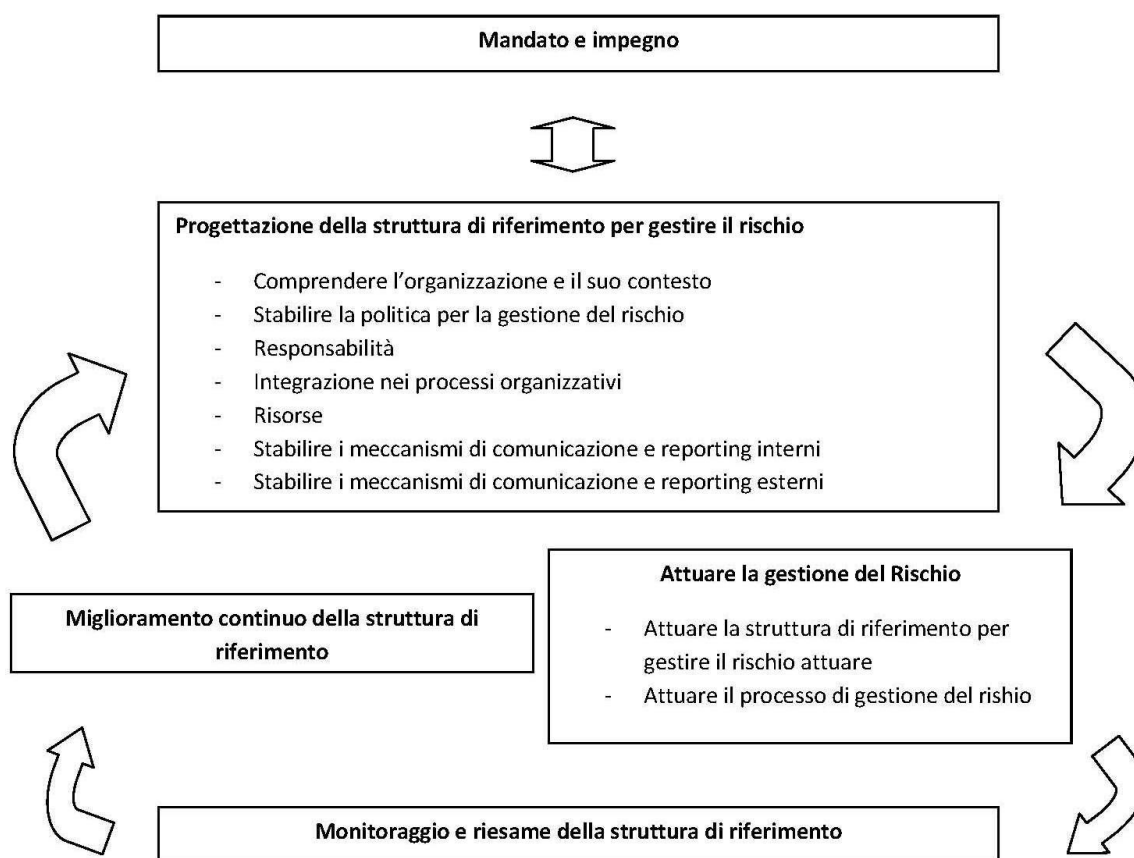 Mandato e impegno
Progettazione della struttura di riferimento per gestire il rischio
- Comprendere l'organizzazione e il suo contesto
- Stabilire la politica per la gestione del rischio
- Responsabilità
- Integrazione nei processi organizzativi
- Risorse
- Stabilire i meccanismi di comunicazione e reporting interni
- Stabilire i meccanismi di comunicazione e reporting esterni
Attuare la gestione del Rischio
- Attuare la struttura di riferimento per
gestire il rischio attuare
- Attuare il processo di gestione del rishio
Miglioramento continuo della struttura di
riferimento
Monitoraggio e riesame della struttura di riferimento